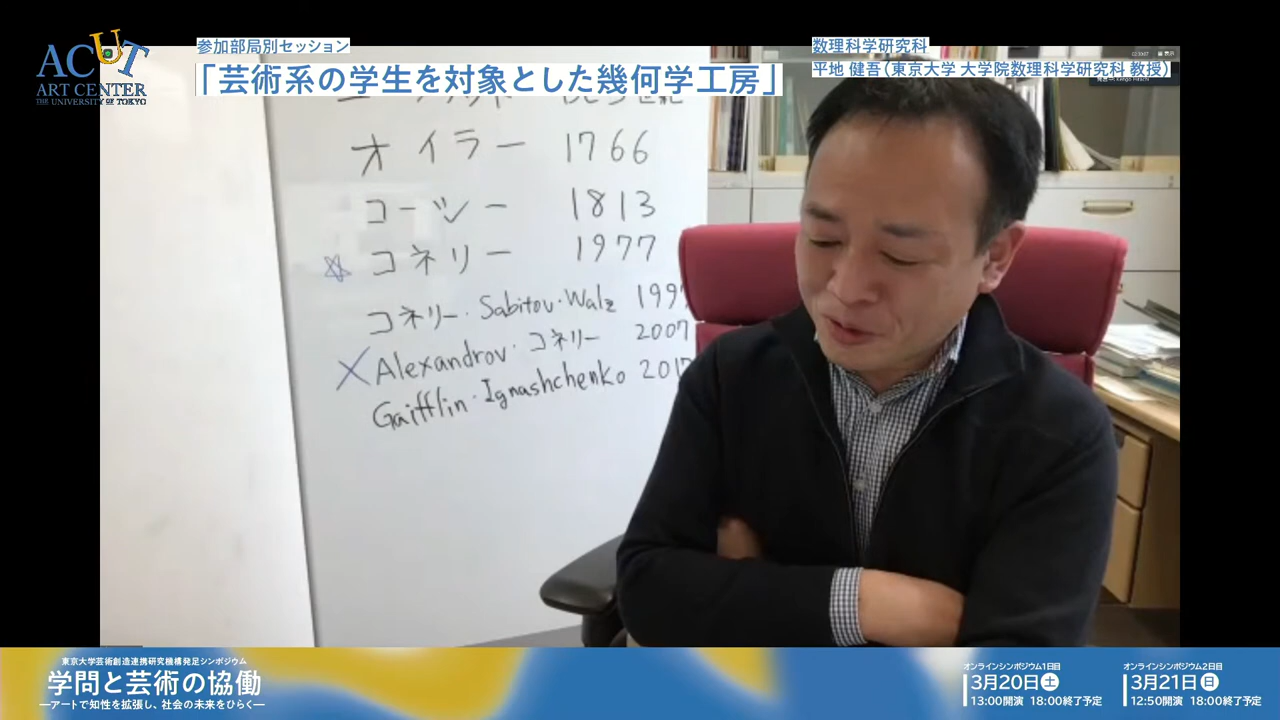 ACUT
ART CENTER
THE UNIVERSITY OF TOKYO
参加部局別セッション
「芸術系の学生を対象とした幾何学工房」
数理科学研究科
平地 健吾(東京大学 大学院数理科学研究科 教授)
オイラー 1766
コーシー 1813
コネリー 1977
コネリー・Sabitov・Walz 199
Alexandrov・コネリー 2007
Gaifflin・Ignashchenko 201
東京大学芸術創造連携研究機構発足シンポジウム
学問と芸術の協働
―アートで知性を拡張し、社会の未来をひらく―
オンラインシンポジウム1日目
3月20日 土
13:00開演 18:00終了予定
オンラインシンポジウム2日目
3月21日 日
12:50開演 18:00終了予定